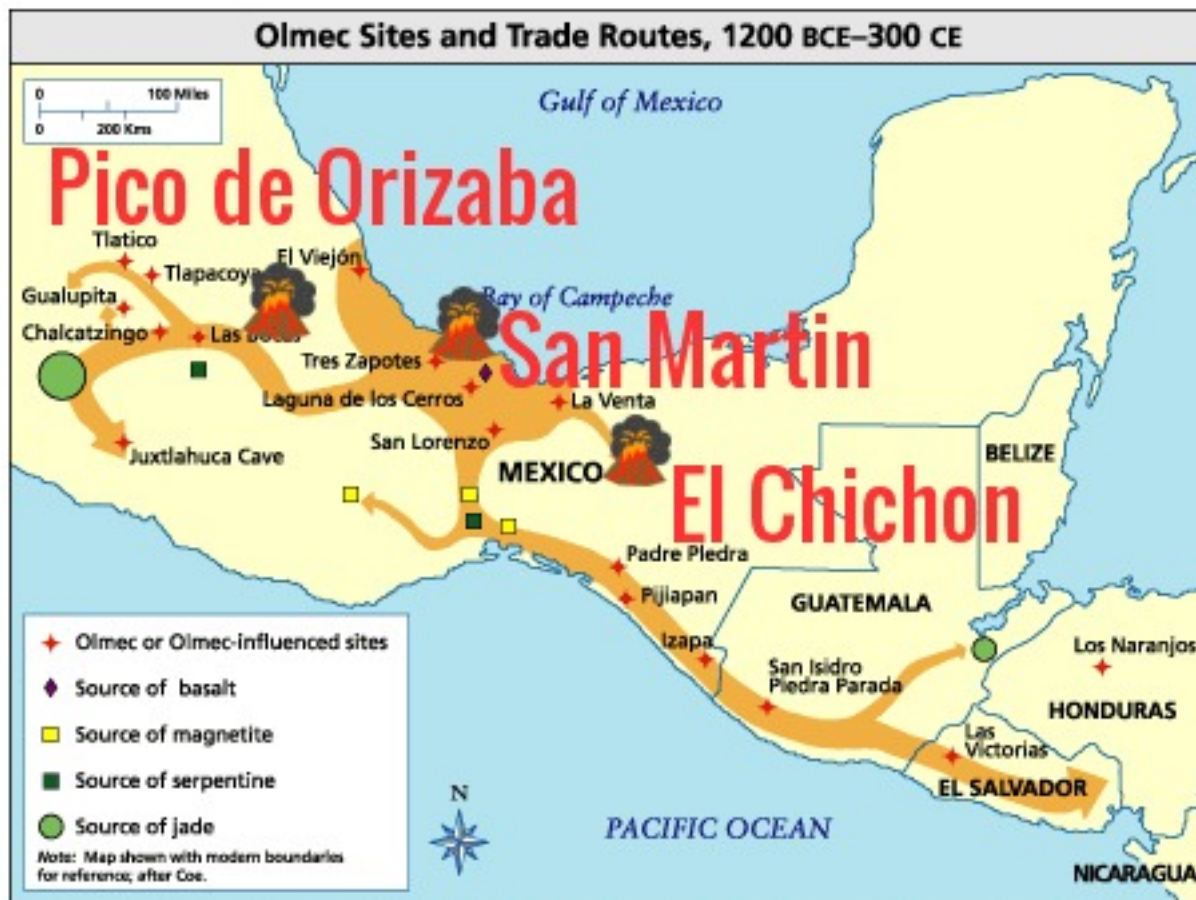 Olmec Sites and Trade Routes, 1200 BCE–300 CE
0 100 Miles
0 200 Kms
Gulf of Mexico
Pico de Orizaba
Tlatico
El Viejón
Tlapacoya
Gualupita
Bay of Campeche
Chalcatzingo
Las Bocas
San Martin
Tres Zapotes
Laguna de los Cerros
La Venta
San Lorenzo
Juxtlahuca Cave
MEXICO
BELIZE
El Chichon
Padre Piedra
Pijiapan
GUATEMALA
Izapa
Los Naranjos
San Isidro
Piedra Parada
HONDURAS
Las
Victorias
EL SALVADOR
PACIFIC OCEAN
NICARAGUA
N
Olmec or Olmec-influenced sites
Source of basalt
Source of magnetite
Source of serpentine
Source of jade
Note: Map shown with modern boundaries
for reference; after Coe.